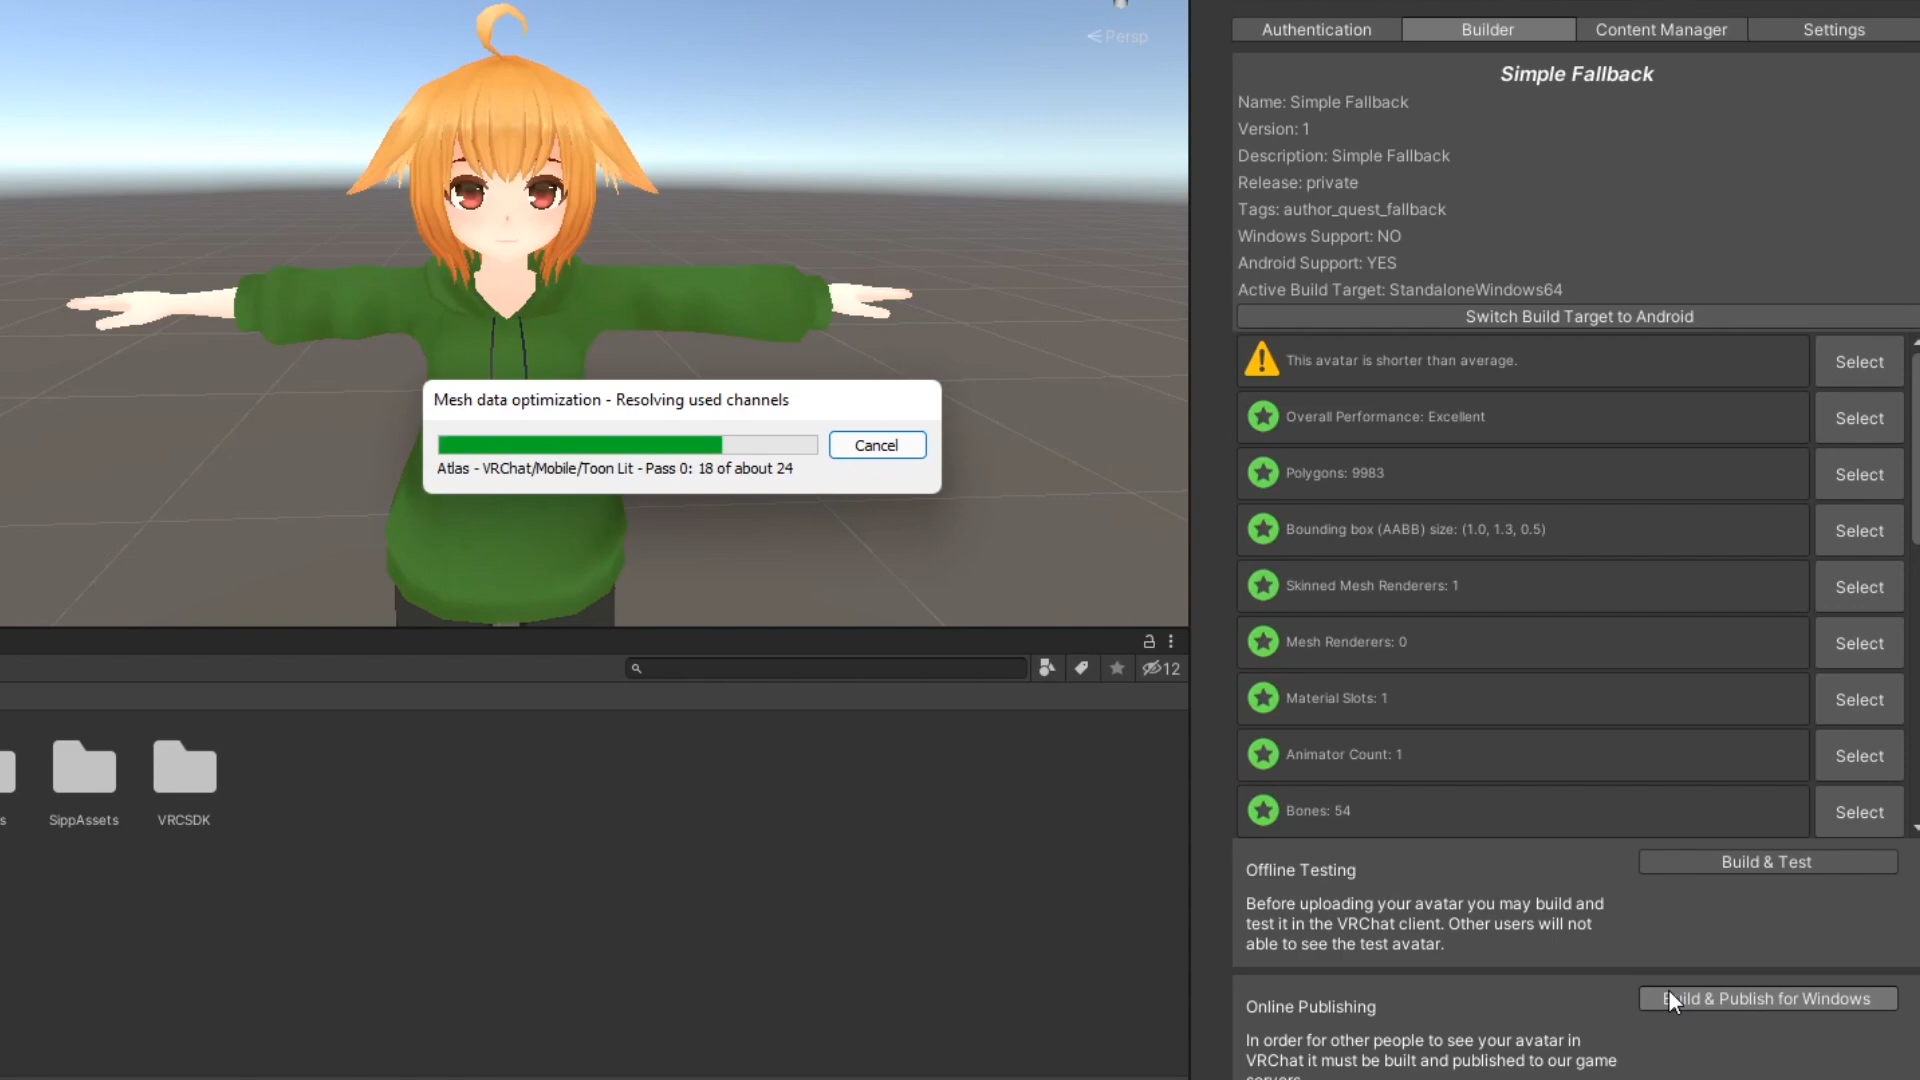 Persp
Authentication
Builder
Content Manager
Settings
Simple Fallback
Name: Simple Fallback
Version: 1
Description: Simple Fallback
Release: private
Tags: author_quest_fallback
Windows Support: NO
Android Support: YES
Active Build Target: StandaloneWindows64
Switch Build Target to Android
This avatar is shorter than average.
Select
Overall Performance: Excellent
Select
Polygons: 9983
Select
Bounding box (AABB) size: (1.0, 1.3, 0.5)
Select
Skinned Mesh Renderers: 1
Select
Mesh Renderers: 0
Select
Material Slots: 1
Select
Animator Count: 1
Select
Bones: 54
Select
Offline Testing
Build & Test
Before uploading your avatar you may build and
test it in the VRChat client. Other users will not
able to see the test avatar.
Online Publishing
Build & Publish for Windows
In order for other people to see your avatar in
VRChat it must be built and published to our game
servers
Mesh data optimization - Resolving used channels
Cancel
Atlas - VRChat/Mobile/Toon Lit - Pass 0: 18 of about 24
12
s
SippAssets
VRCSDK